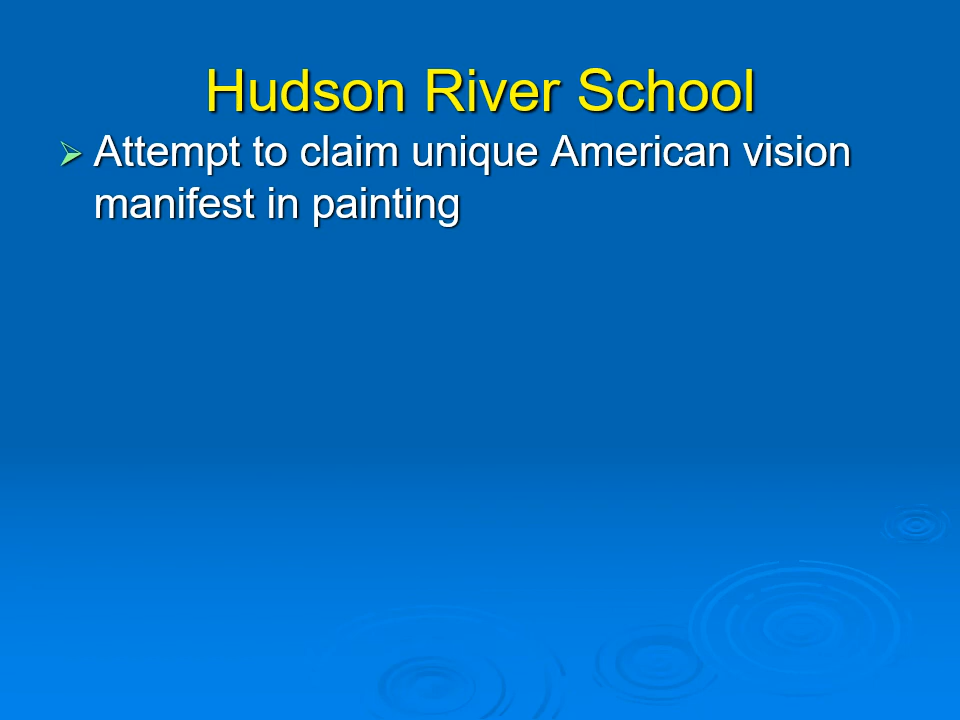 Hudson River School
Attempt to claim unique American vision
manifest in painting